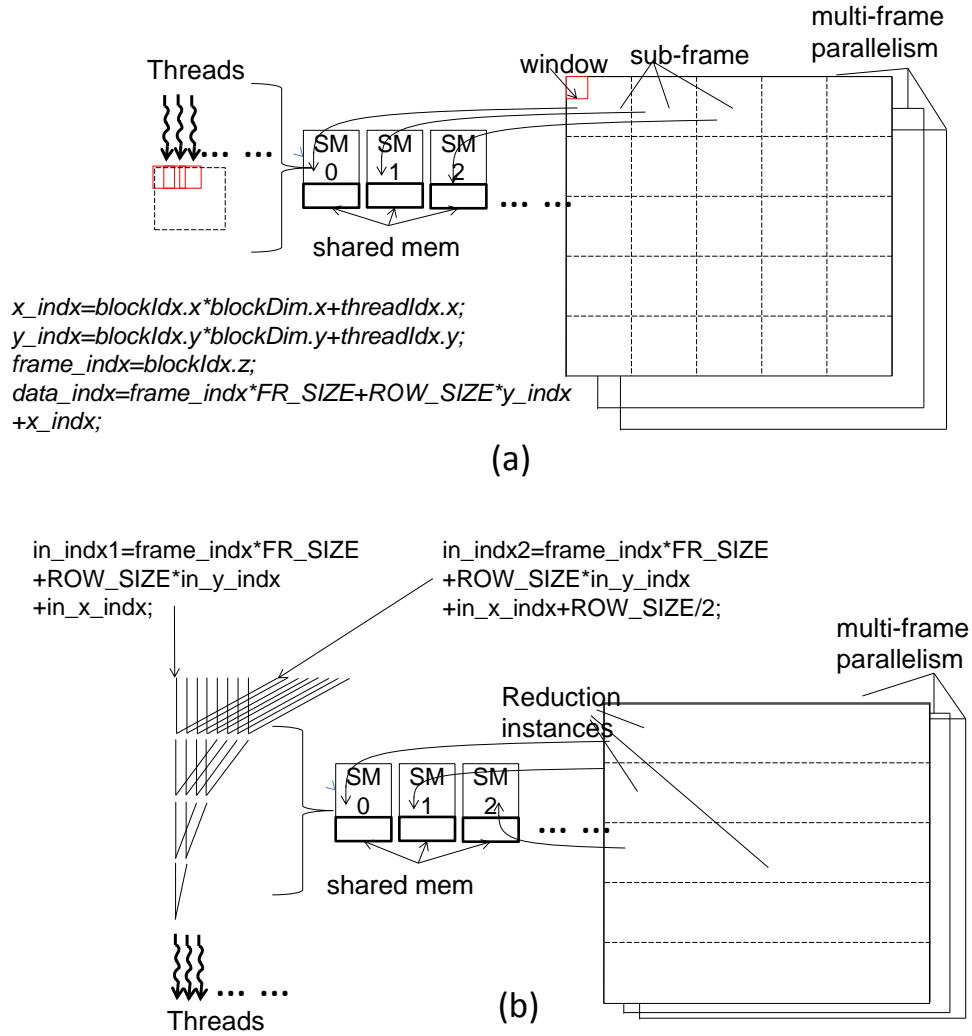 multi-frame
parallelism
Threads
window
sub-frame
... ...
SM
0
SM
1
SM
2
... ...
shared mem
x_indx=blockIdx.x*blockDim.x+threadIdx.x;
y_indx=blockIdx.y*blockDim.y+threadIdx.y;
frame_indx=blockIdx.z;
data_indx=frame_indx*FR_SIZE+ROW_SIZE*y_indx
+x_indx;
(a)
in_indx1=frame_indx*FR_SIZE
+ROW_SIZE*in_y_indx
+in_x_indx;
in_indx2=frame_indx*FR_SIZE
+ROW_SIZE*in_y_indx
+in_x_indx+ROW_SIZE/2;
multi-frame
parallelism
Reduction
instances
SM
0
SM
1
SM
2
... ...
shared mem
... ...
Threads
(b)